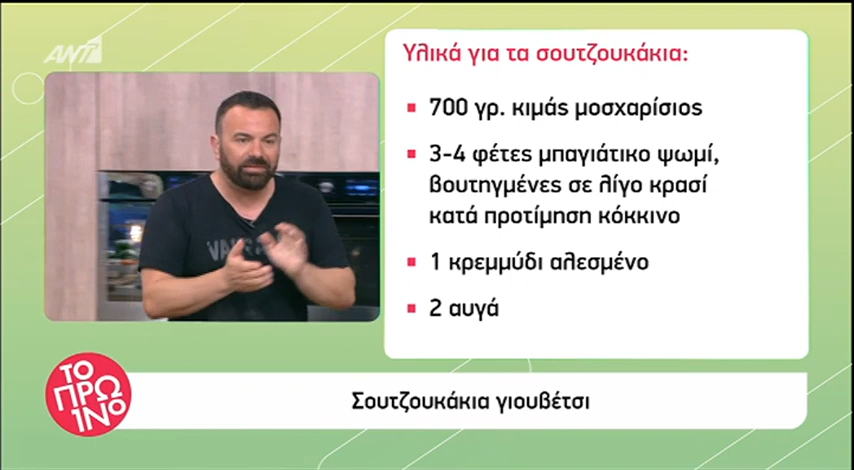 ANT1
Υλικά για τα σουτζουκάκια:
700 γρ. κιμάς μοσχαρίσιος
3-4 φέτες μπαγιάτικο ψωμί,
βουτηγμένες σε λίγο κρασί
κατά προτίμηση κόκκινο
1 κρεμμύδι αλεσμένο
2 αυγά
ΤΟ
ΠΡΩ
ΙΝΟ
Σουτζουκάκια γιουβέτσι